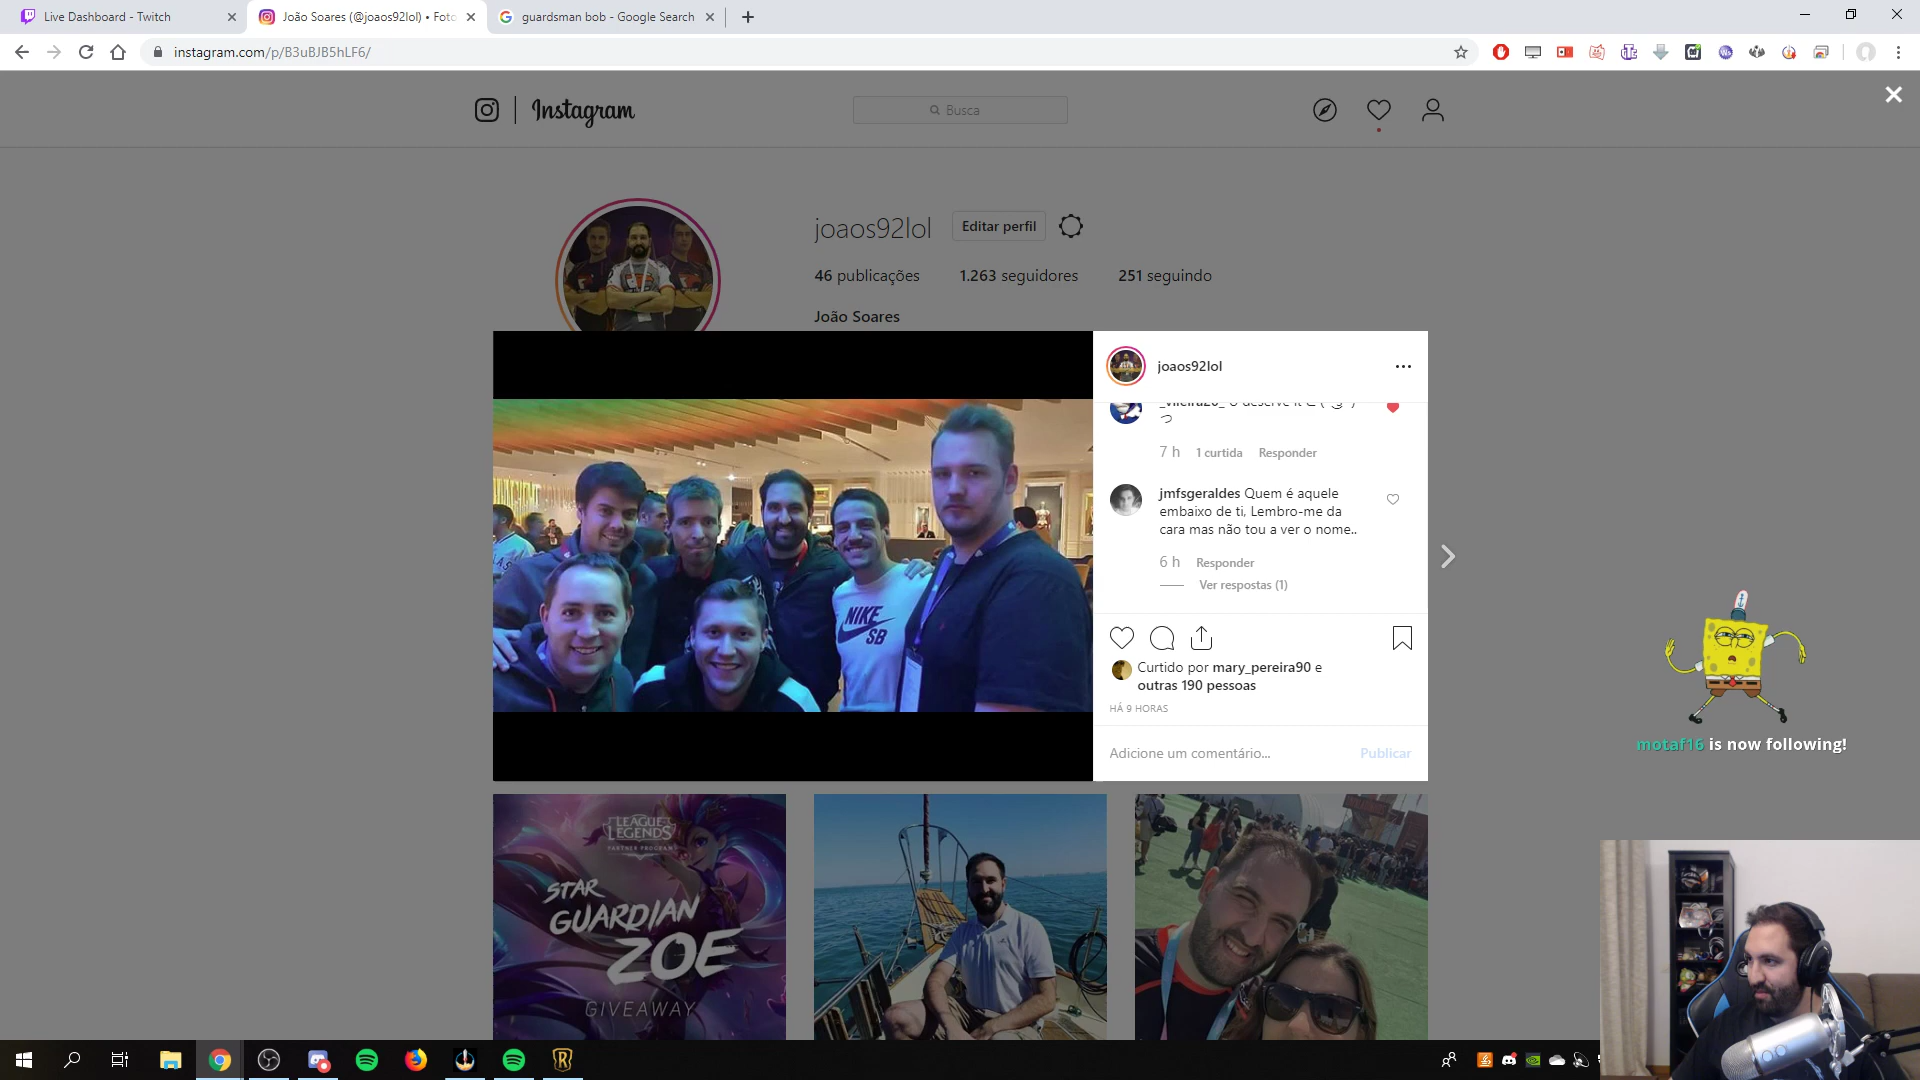 Live Dashboard - Twitch
João Soares (@joaos92lol) • Foto
guardsman bob - Google Search
instagram.com/p/B3uBJB5hLF6/
Instagram
Busca
joaos92lol
Editar perfil
46 publicações
1.263 seguidores
251 seguindo
João Soares
joaos92lol
7 h
1 curtida
Responder
jmfsgeraldes Quem é aquele
embaixo de ti, Lembro-me da
cara mas não tou a ver o nome..
6 h
Responder
Ver respostas (1)
Curtido por mary_pereira90 e
outras 190 pessoas
HÁ 9 HORAS
Adicione um comentário...
Publicar
NIKE
SB
motaf16 is now following!
LEAGUE
LEGENDS
PARTNER PROGRAM
STAR
GUARDIAN
ZOE
GIVEAWAY